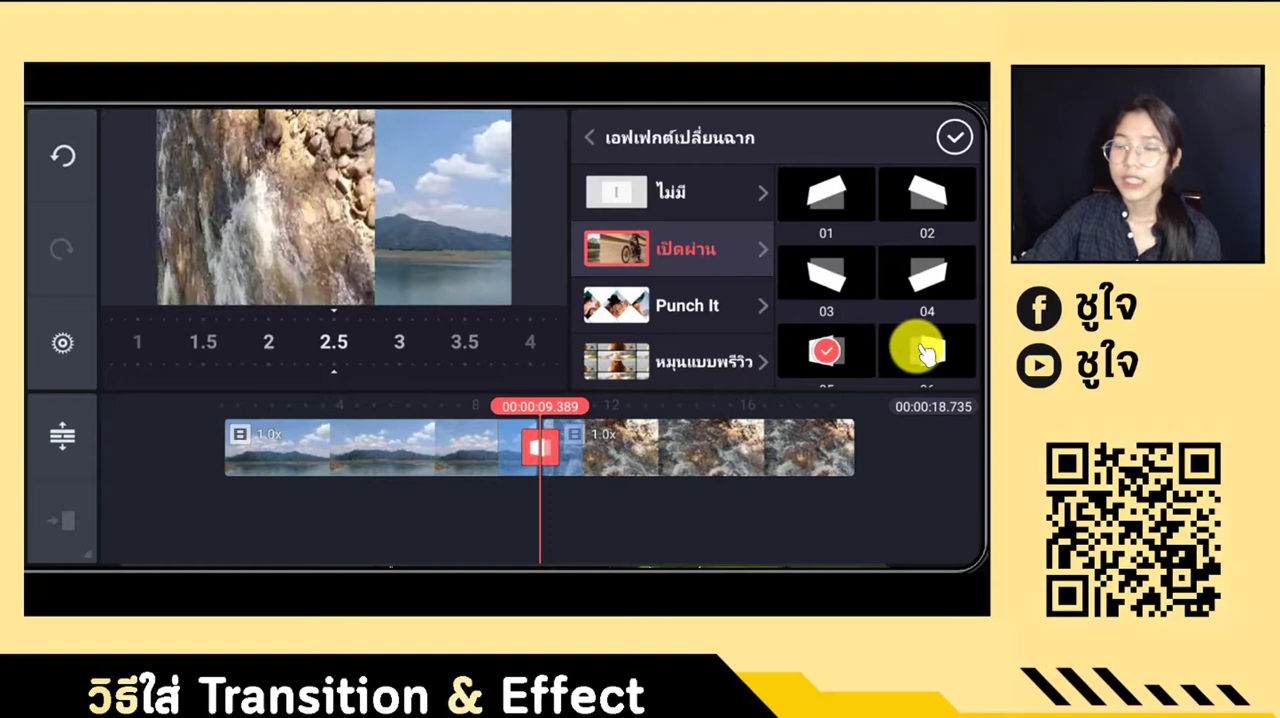 เอฟเฟกต์เปลี่ยนฉาก
ไม่มี
เปิดผ่าน
Punch It
หมุนแบบพรีวิว
01
02
03
04
1 1.5 2 2.5 3 3.5 4
4 8 12 16
00:00:09.389
00:00:18.735
1.0x
1.0x
ชูใจ
ชูใจ
วิธีใส่ Transition & Effect